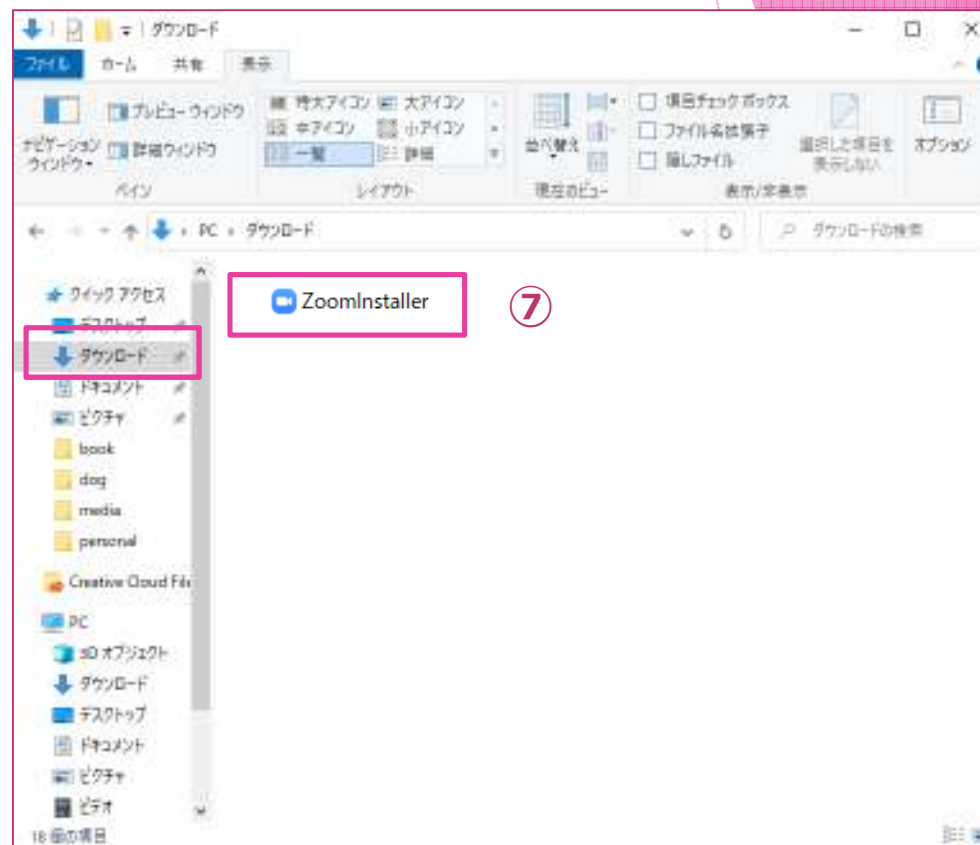 ダウンロード
ファイル ホーム 共有 表示
ナビゲーション ウィンドウ
プレビュー ウィンドウ
詳細ウィンドウ
特大アイコン 大アイコン
中アイコン 小アイコン
一覧 詳細
並べ替え
項目チェック ボックス
ファイル名拡張子
隠しファイル
選択した項目を 表示しない
オプション
ペイン レイアウト 現在のビュー 表示/非表示
PC ダウンロード ダウンロードの検索
クイック アクセス
デスクトップ
ダウンロード
ドキュメント
ピクチャ
book
dog
media
personal
Creative Cloud File
PC
3D オブジェクト
ダウンロード
デスクトップ
ドキュメント
ピクチャ
ビデオ
ZoomInstaller ⑦
18 個の項目